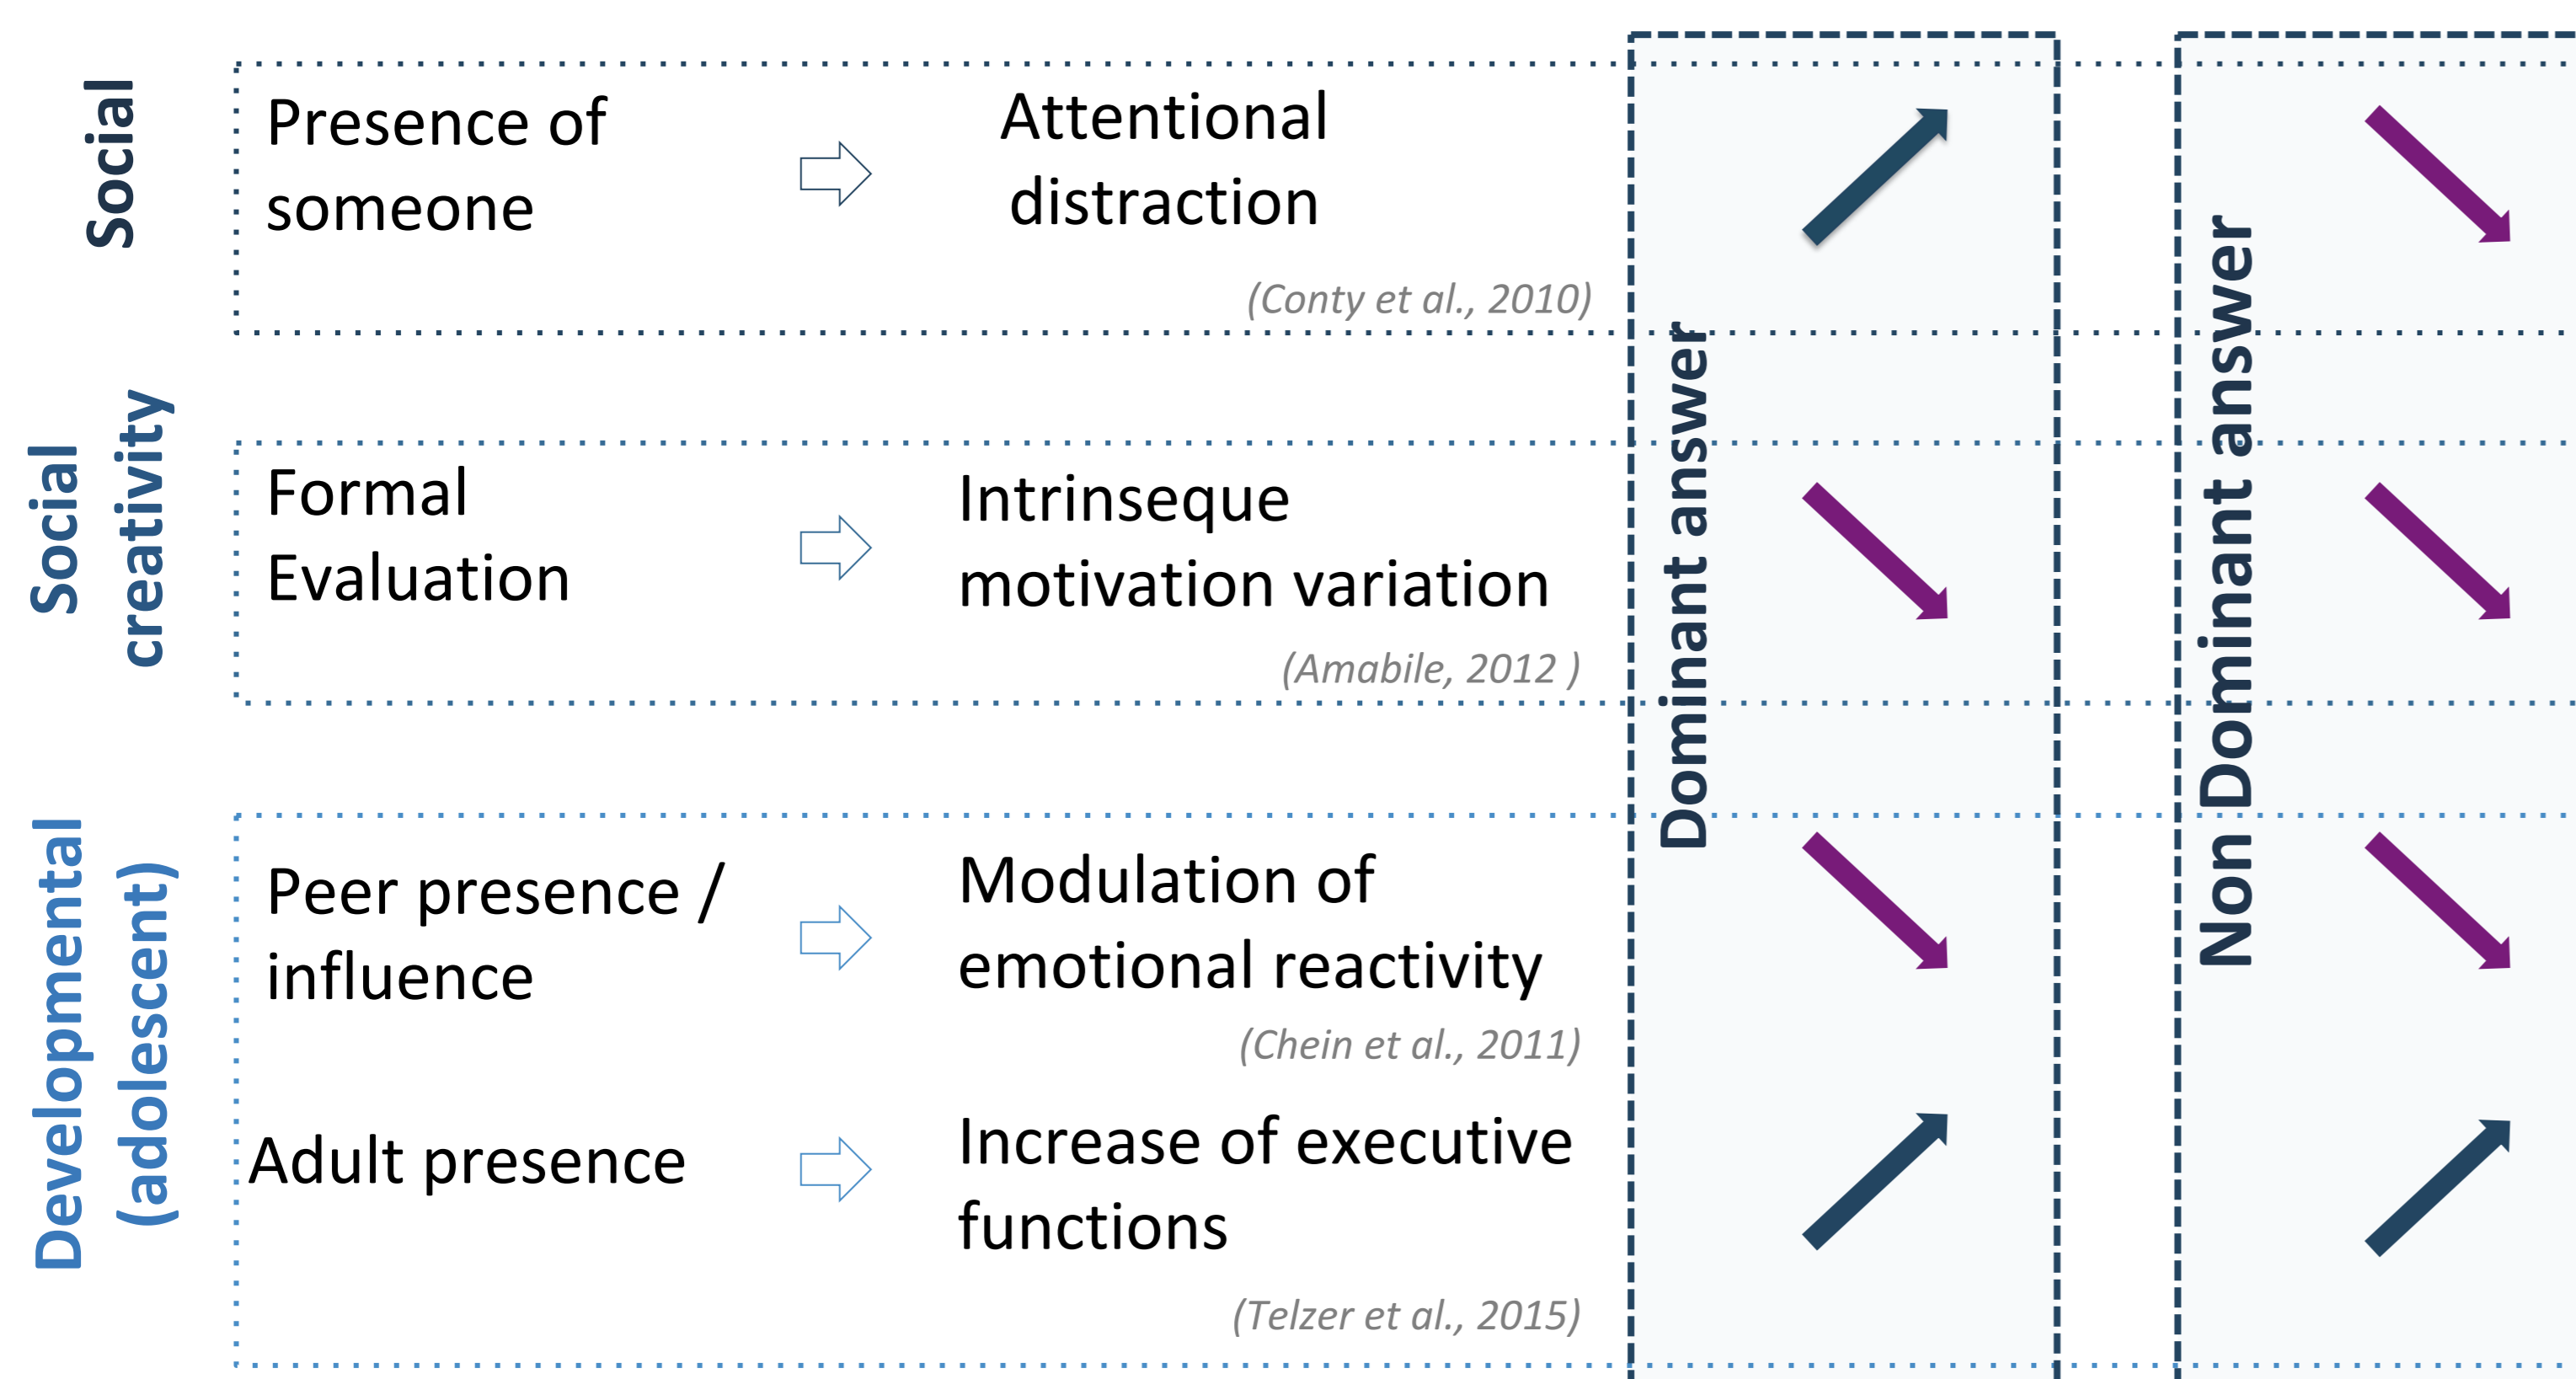 Social
Presence of
someone
Attentional
distraction
(Conty et al., 2010)
Social
creativity
Formal
Evaluation
Intrinseque
motivation variation
(Amabile, 2012 )
Developmental
(adolescent)
Peer presence /
influence
Modulation of
emotional reactivity
(Chein et al., 2011)
Adult presence
Increase of executive
functions
(Telzer et al., 2015)
Dominant answer
Non Dominant answer